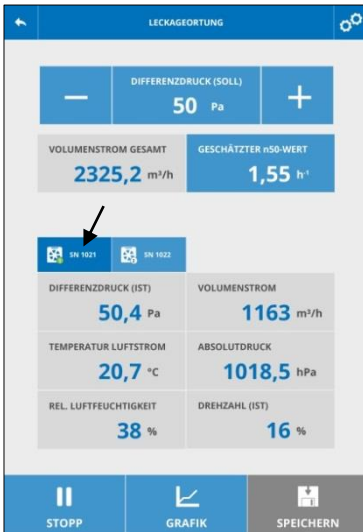 LECKAGEORTUNG
DIFFERENZDRUCK (SOLL)
50 Pa
VOLUMENSTROM GESAMT
2325,2 m³/h
GESCHÄTZTER n50-WERT
1,55 h⁻¹
SN 1021
SN 1022
DIFFERENZDRUCK (IST)
50,4 Pa
VOLUMENSTROM
1163 m³/h
TEMPERATUR LUFTSTROM
20,7 °C
ABSOLUTDRUCK
1018,5 hPa
REL. LUFTFEUCHTIGKEIT
38 %
DREHZAHL (IST)
16 %
STOPP
GRAFIK
SPEICHERN